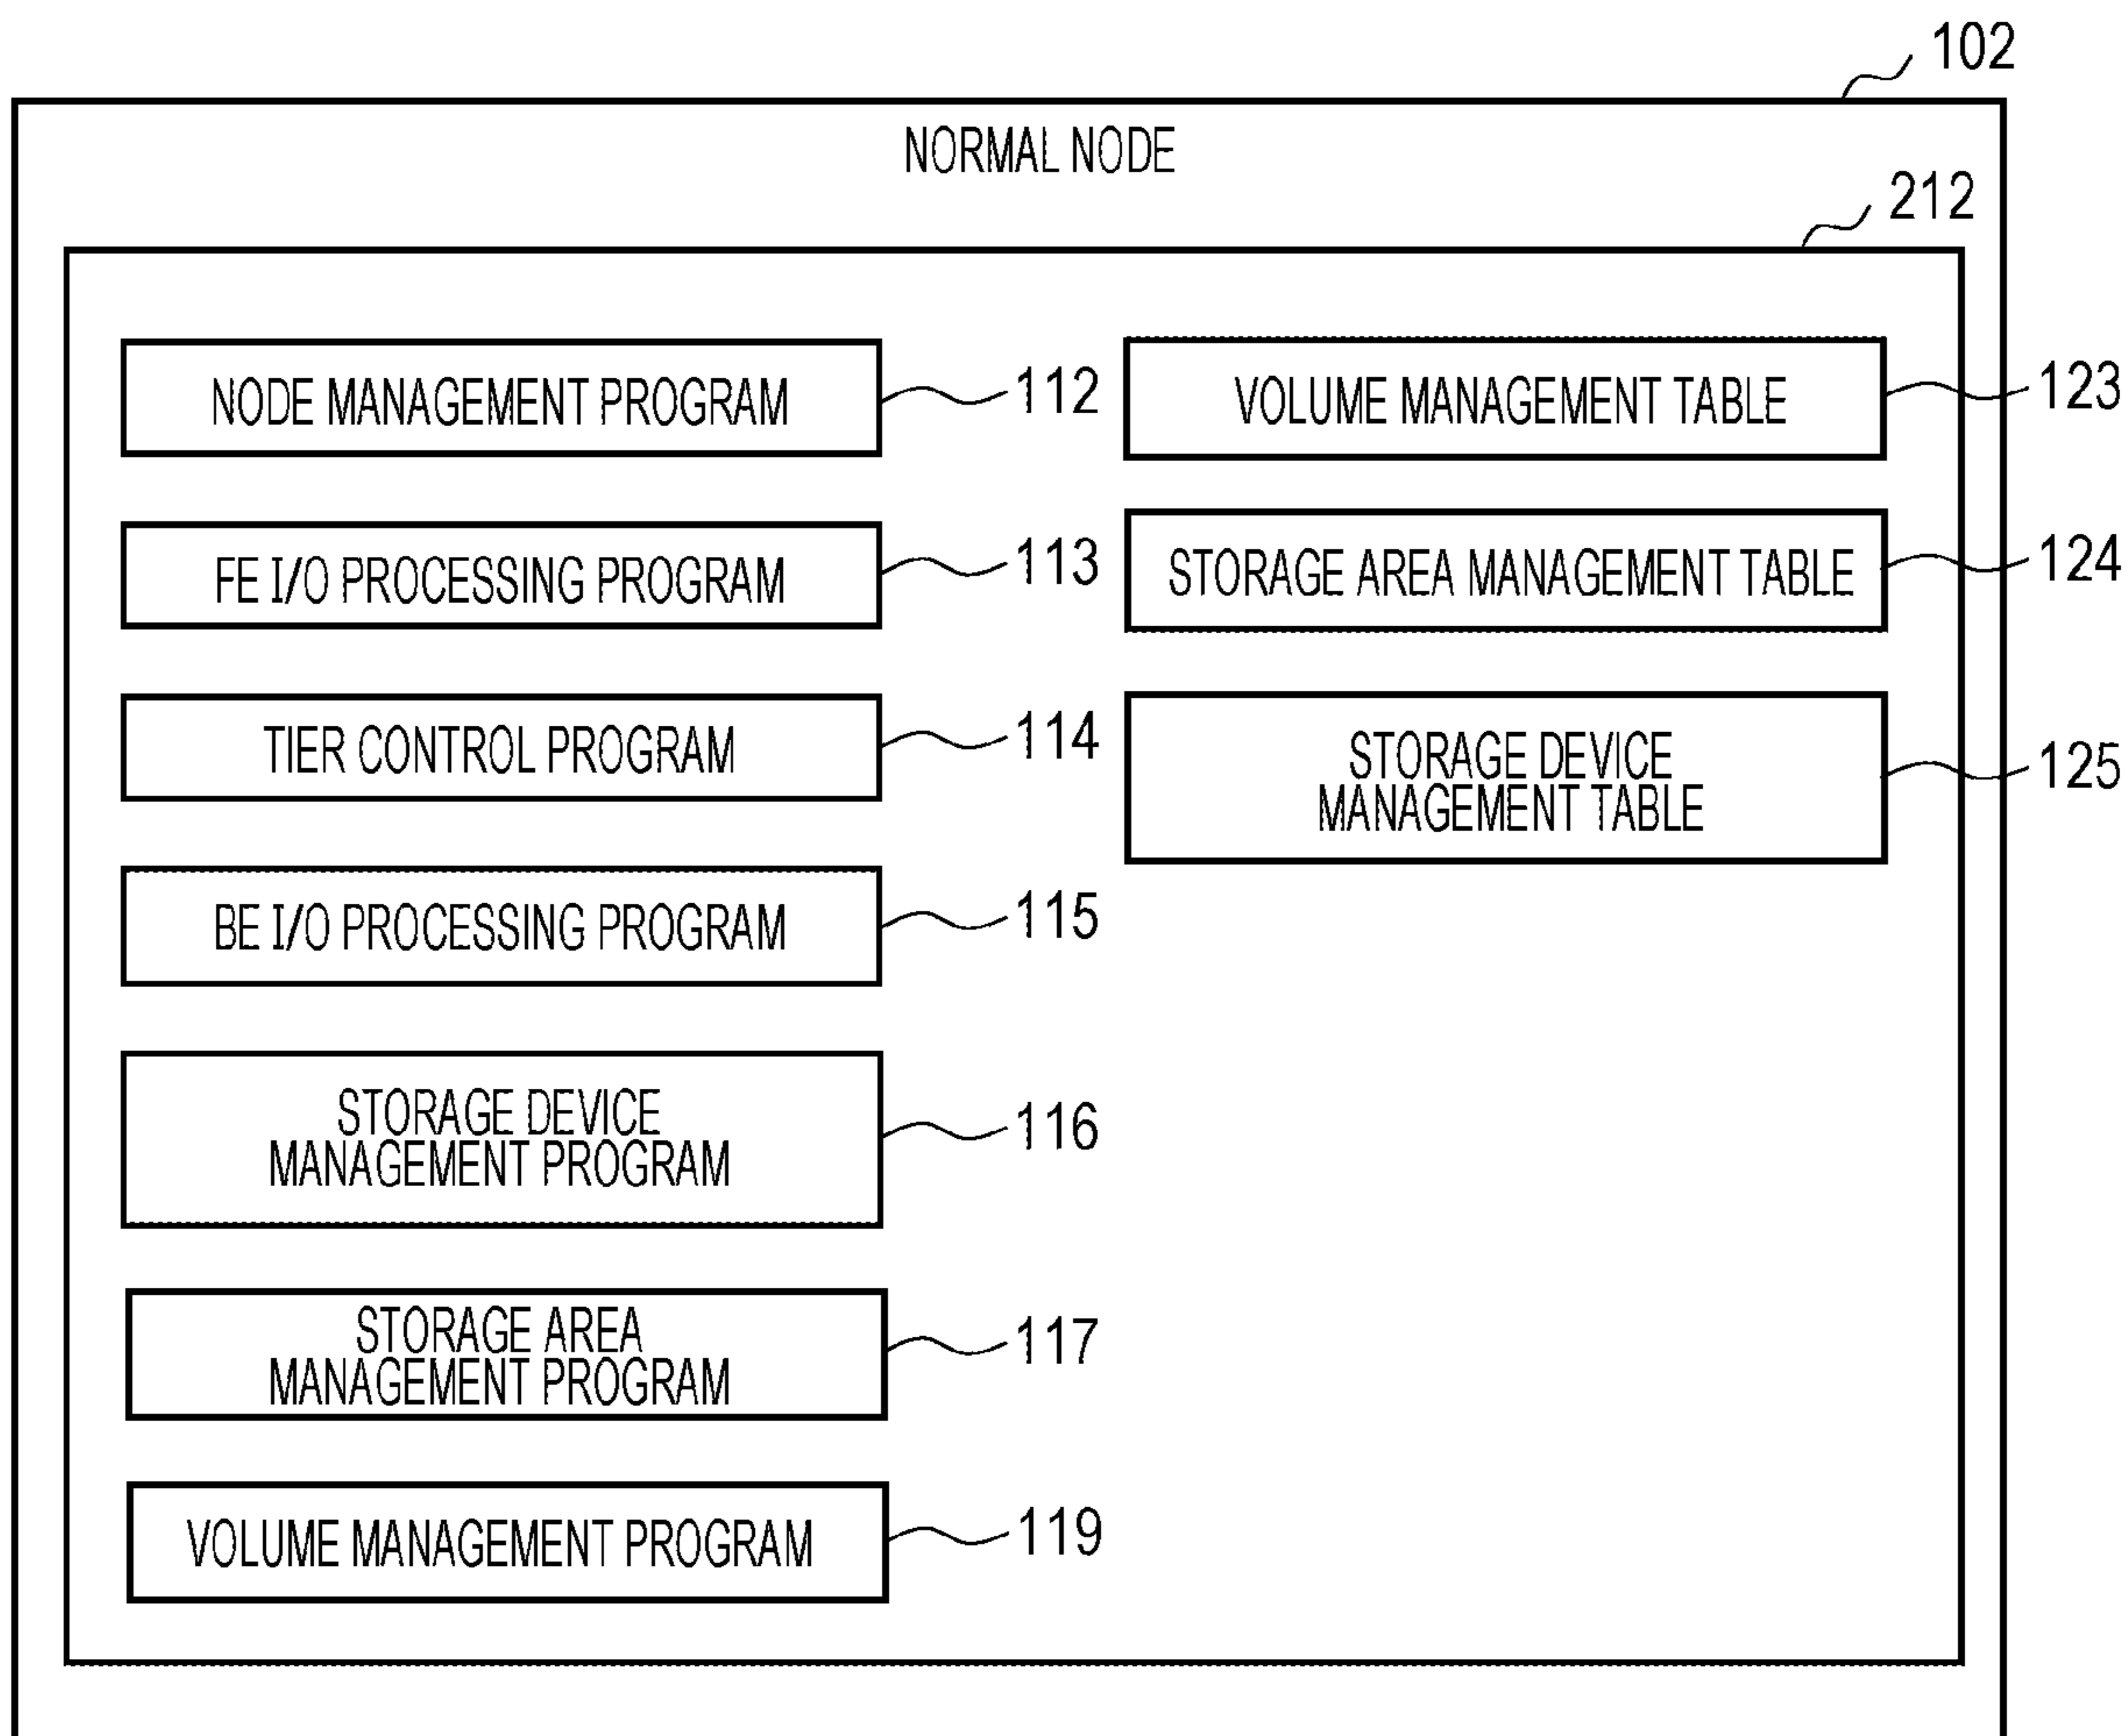 102
NORMAL NODE
212
NODE MANAGEMENT PROGRAM
112
FE I/O PROCESSING PROGRAM
113
TIER CONTROL PROGRAM
114
BE I/O PROCESSING PROGRAM
115
STORAGE DEVICE
MANAGEMENT PROGRAM
116
STORAGE AREA
MANAGEMENT PROGRAM
117
VOLUME MANAGEMENT PROGRAM
119
VOLUME MANAGEMENT TABLE
123
STORAGE AREA MANAGEMENT TABLE
124
STORAGE DEVICE
MANAGEMENT TABLE
125